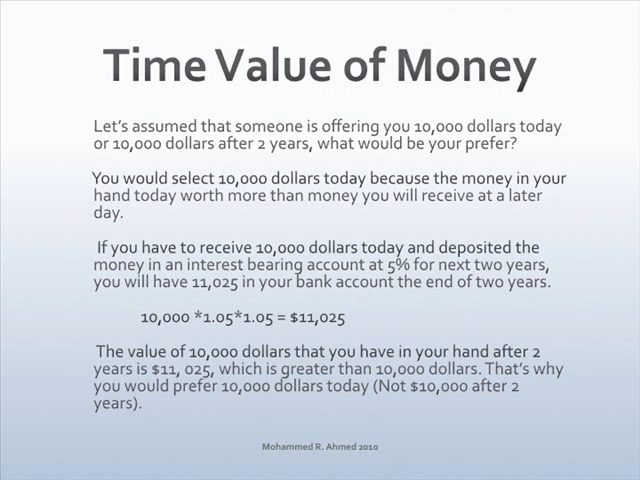 Time Value of Money
Let's assumed that someone is offering you 10,000 dollars today
or 10,000 dollars after 2 years, what would be your prefer?
You would select 10,000 dollars today because the money in your
hand today worth more than money you will receive at a later
day.
If you have to receive 10,000 dollars today and deposited the
money in an interest bearing account at 5% for next two years,
you will have 11,025 in your bank account the end of two years.
10,000 *1.05*1.05 = $11,025
The value of 10,000 dollars that you have in your hand after 2
years is $11, 025, which is greater than 10,000 dollars. That's why
you would prefer 10,000 dollars today (Not $10,000 after 2
years).
Mohammed R. Ahmed 2010